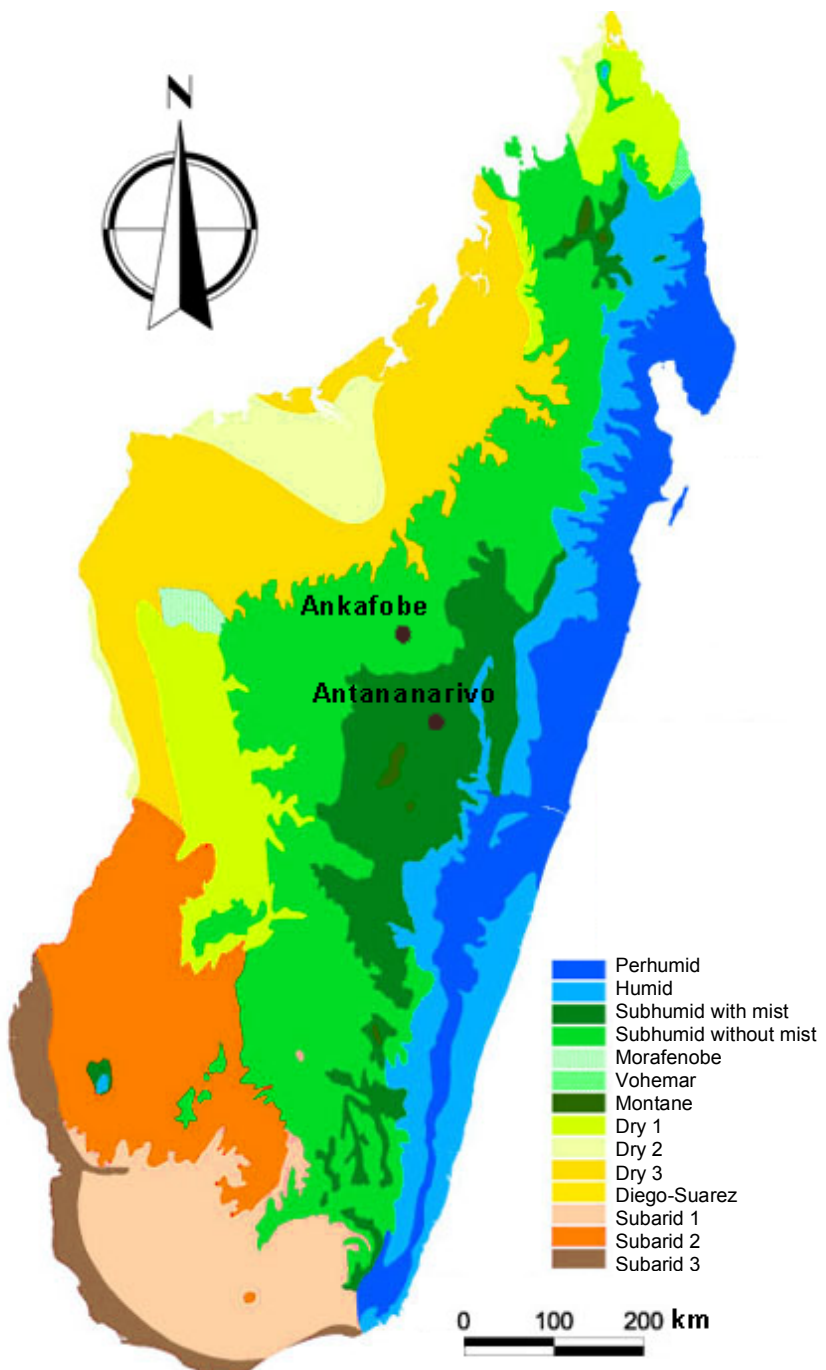 N
Ankafobe
Antananarivo
Perhumid
Humid
Subhumid with mist
Subhumid without mist
Morafenobe
Vohemar
Montane
Dry 1
Dry 2
Dry 3
Diego-Suarez
Subarid 1
Subarid 2
Subarid 3
0 100 200 km